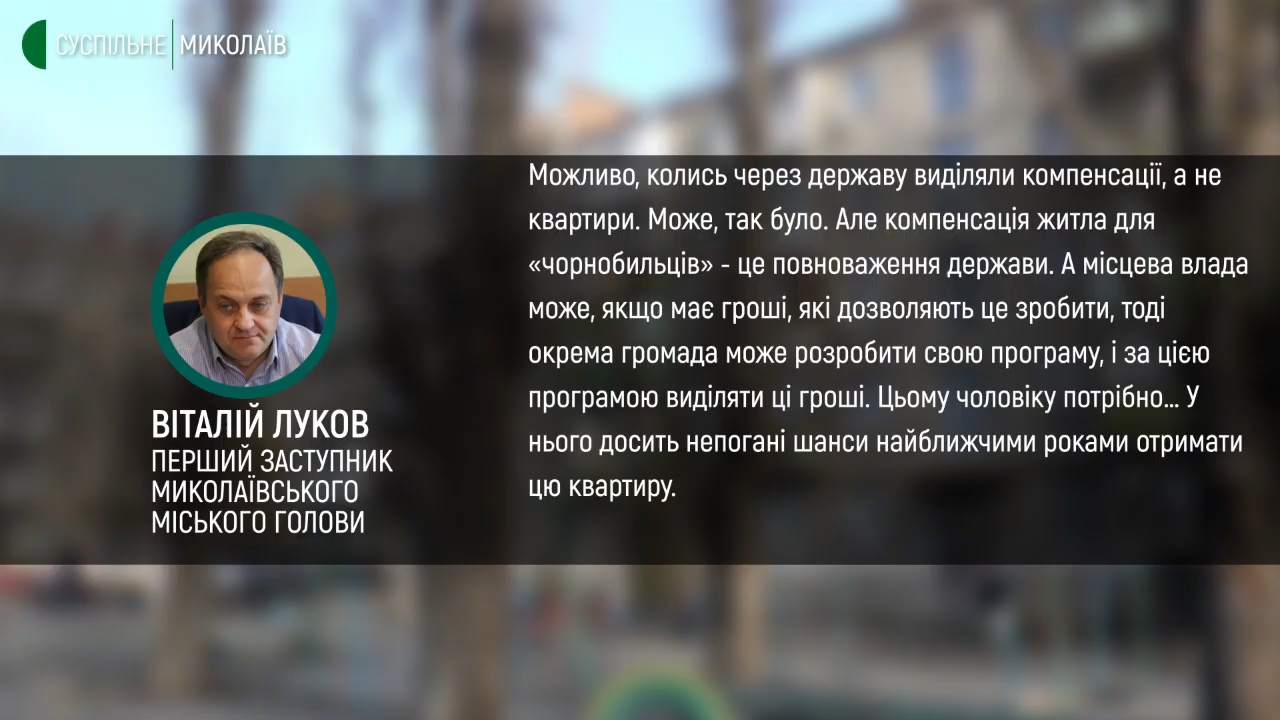 СУСПІЛЬНЕ МИКОЛАЇВ
Можливо, колись через державу виділяли компенсації, а не
квартири. Може, так було. Але компенсація житла для
«чорнобильців» - це повноваження держави. А місцева влада
може, якщо має гроші, які дозволяють це зробити, тоді
окрема громада може розробити свою програму, і за цією
програмою виділяти ці гроші. Цьому чоловіку потрібно... У
нього досить непогані шанси найближчими роками отримати
цю квартиру.
ВІТАЛІЙ ЛУКОВ
ПЕРШИЙ ЗАСТУПНИК
МИКОЛАЇВСЬКОГО
МІСЬКОГО ГОЛОВИ